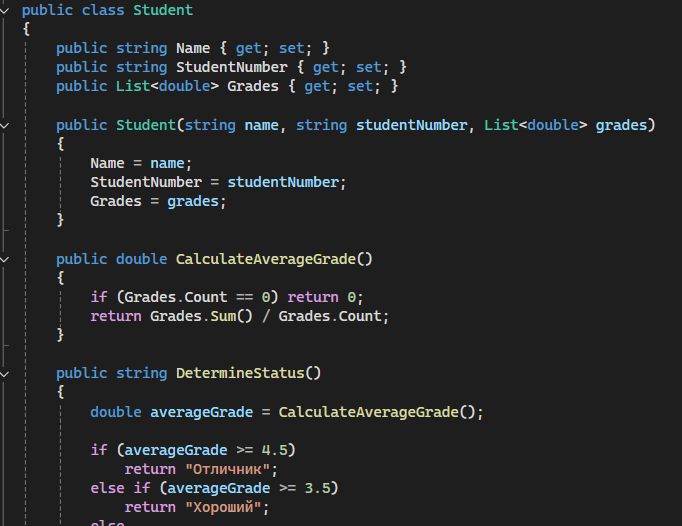 public class Student
{
public string Name { get; set; }
public string StudentNumber { get; set; }
public List<double> Grades { get; set; }
public Student(string name, string studentNumber, List<double> grades)
{
Name = name;
StudentNumber = studentNumber;
Grades = grades;
}
public double CalculateAverageGrade()
{
if (Grades.Count == 0) return 0;
return Grades.Sum() / Grades.Count;
}
public string DetermineStatus()
{
double averageGrade = CalculateAverageGrade();
if (averageGrade >= 4.5)
return "Отличник";
else if (averageGrade >= 3.5)
return "Хороший";
else